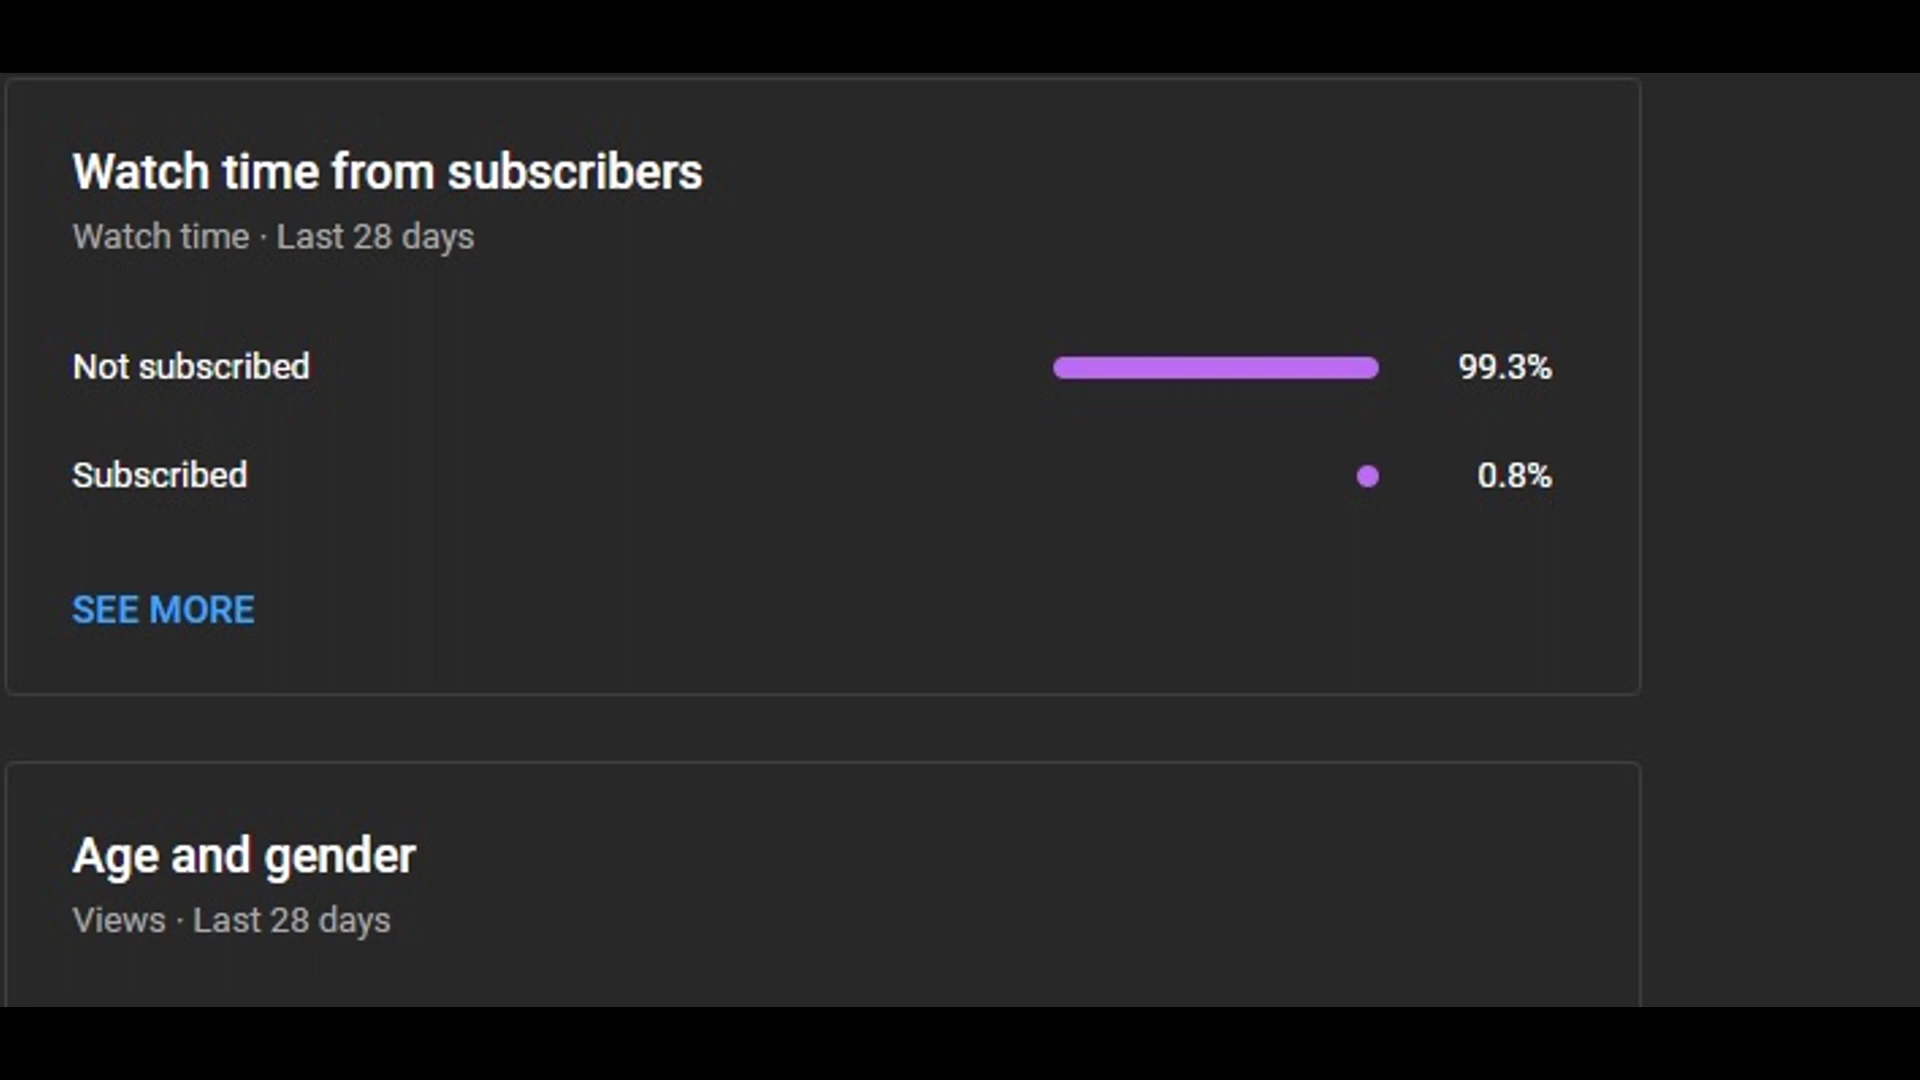 Watch time from subscribers
Watch time · Last 28 days
Not subscribed 99.3%
Subscribed 0.8%
SEE MORE
Age and gender
Views · Last 28 days